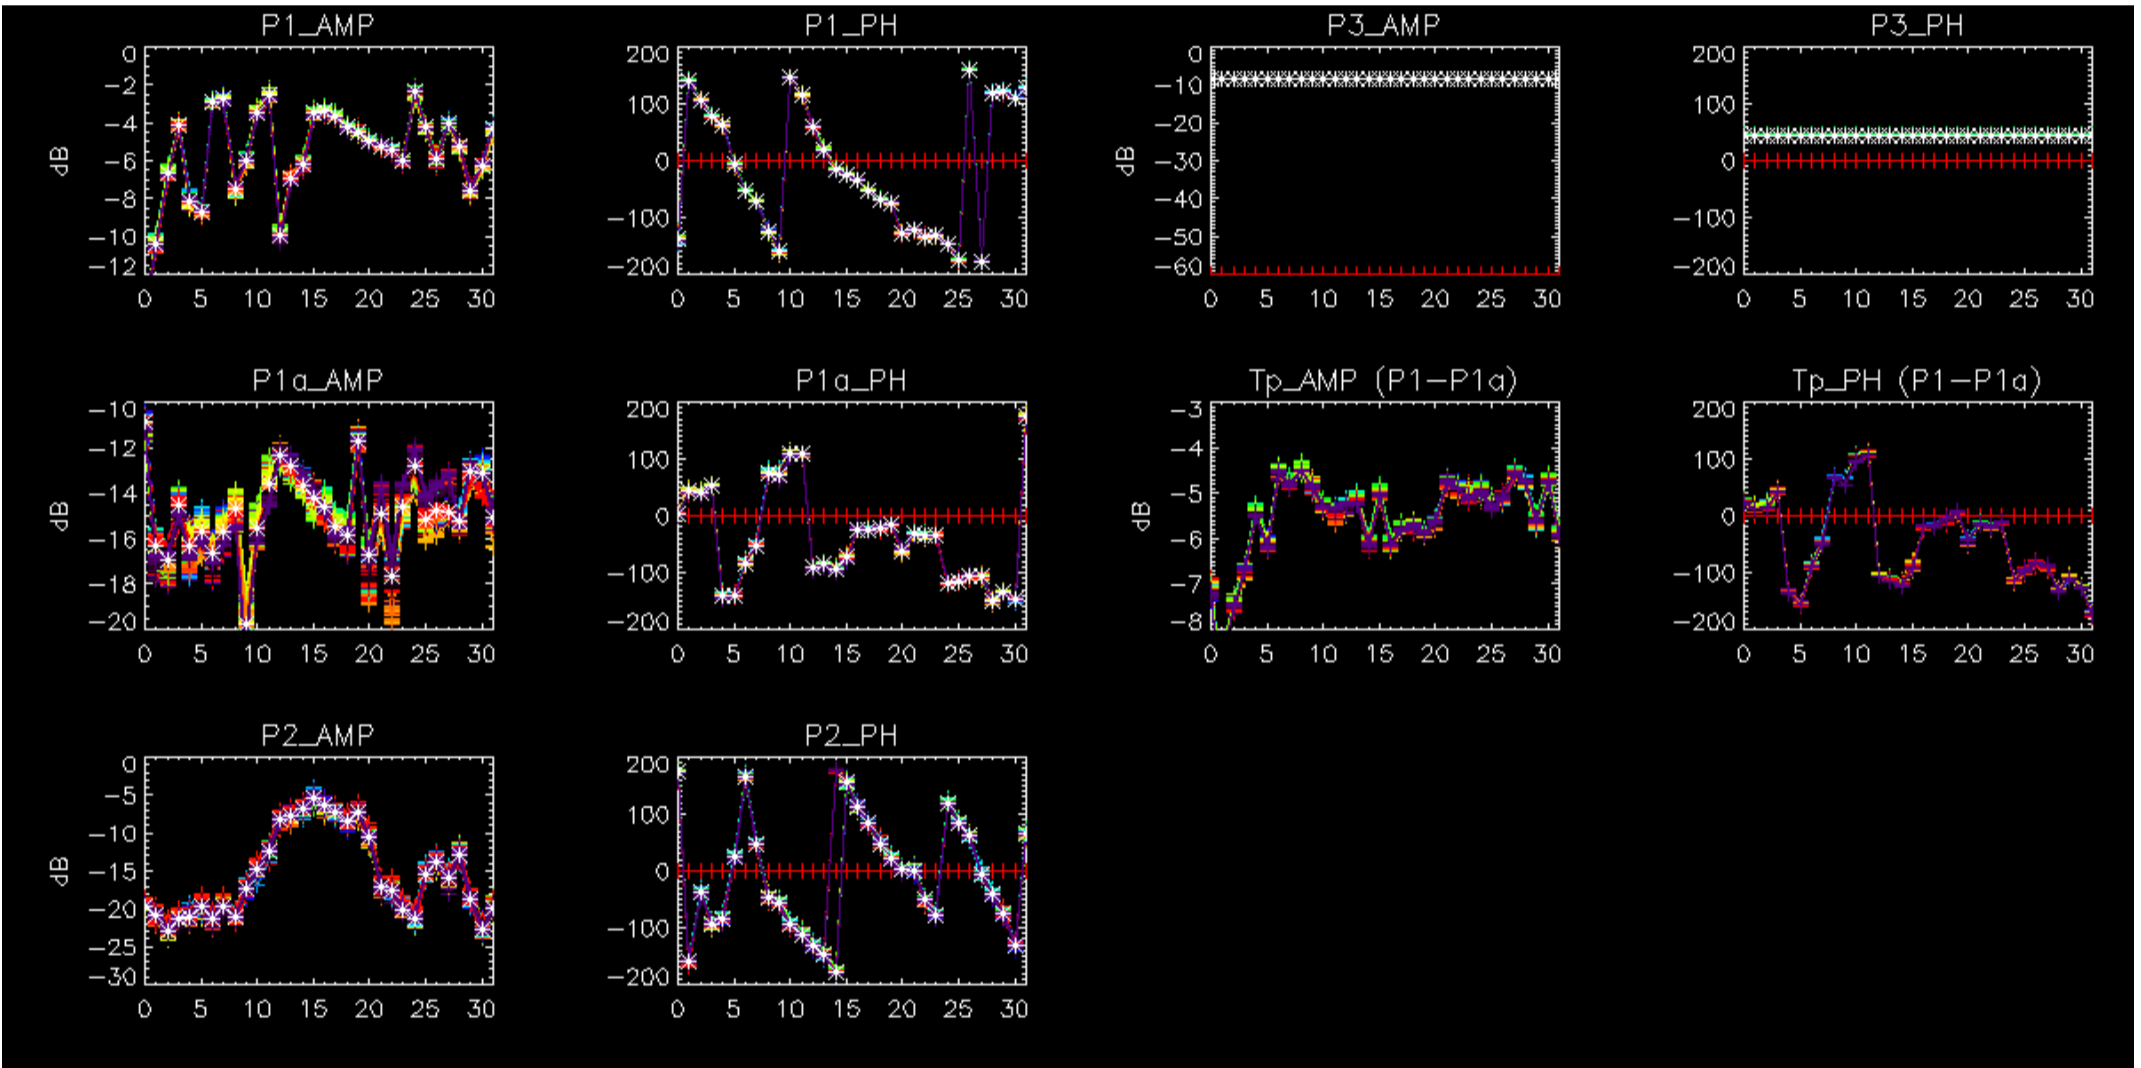 P1_AMP P1_PH P3_AMP P3_PH
0 200 0 200
-2 100 -10 100
-4 0 -20 0
-6 -100 -30 -100
-8 -200 -40 -200
-10 -50
-12 -60
dB dB
0 5 10 15 20 25 30 0 5 10 15 20 25 30 0 5 10 15 20 25 30 0 5 10 15 20 25 30
P1a_AMP P1a_PH Tp_AMP (P1-P1a) Tp_PH (P1-P1a)
-10 200 -3 200
-12 100 -4 100
-14 0 -5 0
-16 -100 -6 -100
-18 -200 -7 -200
-20 -8
dB dB
0 5 10 15 20 25 30 0 5 10 15 20 25 30 0 5 10 15 20 25 30 0 5 10 15 20 25 30
P2_AMP P2_PH
0 200
-5 100
-10 0
-15 -100
-20 -200
-25
-30
dB
0 5 10 15 20 25 30 0 5 10 15 20 25 30